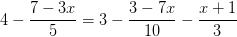 4 - \frac{7-3x}{5} = 3 - \frac{3-7x}{10} - \frac{x+1}{3}